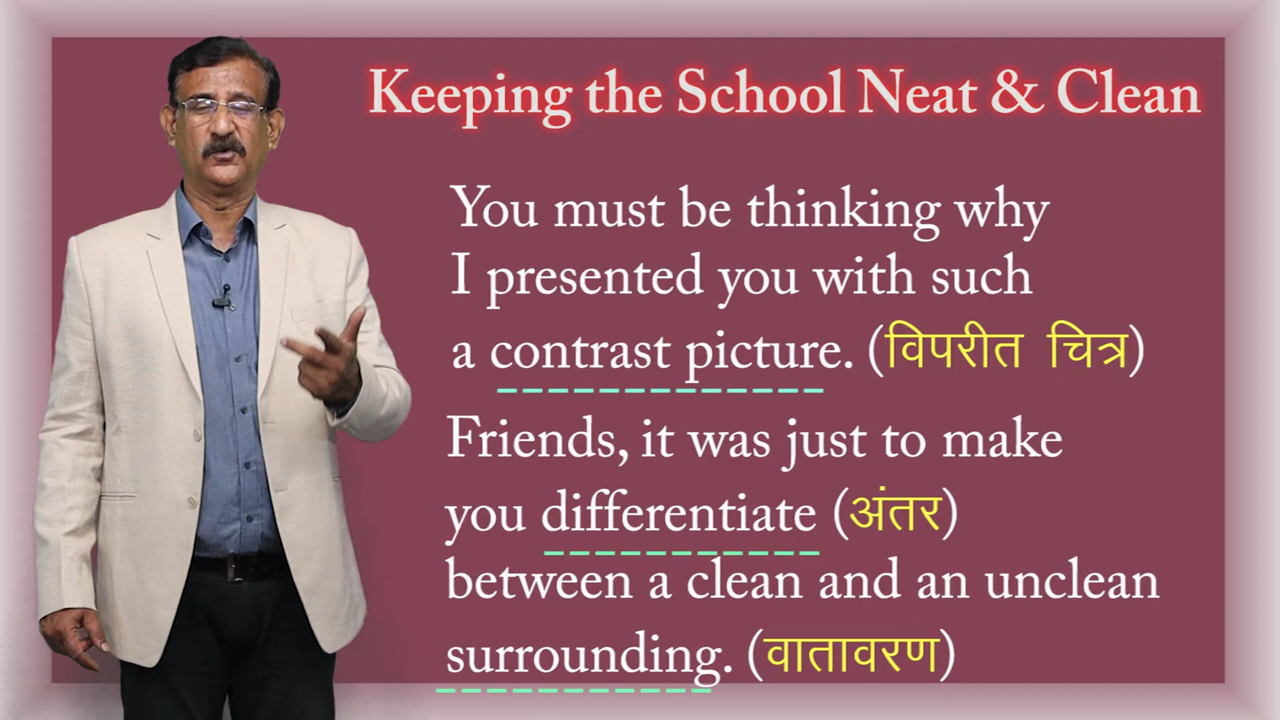 Keeping the School Neat & Clean
You must be thinking why
I presented you with such
a contrast picture. (विपरीत चित्र)
Friends, it was just to make
you differentiate (अंतर)
between a clean and an unclean
surrounding. (वातावरण)